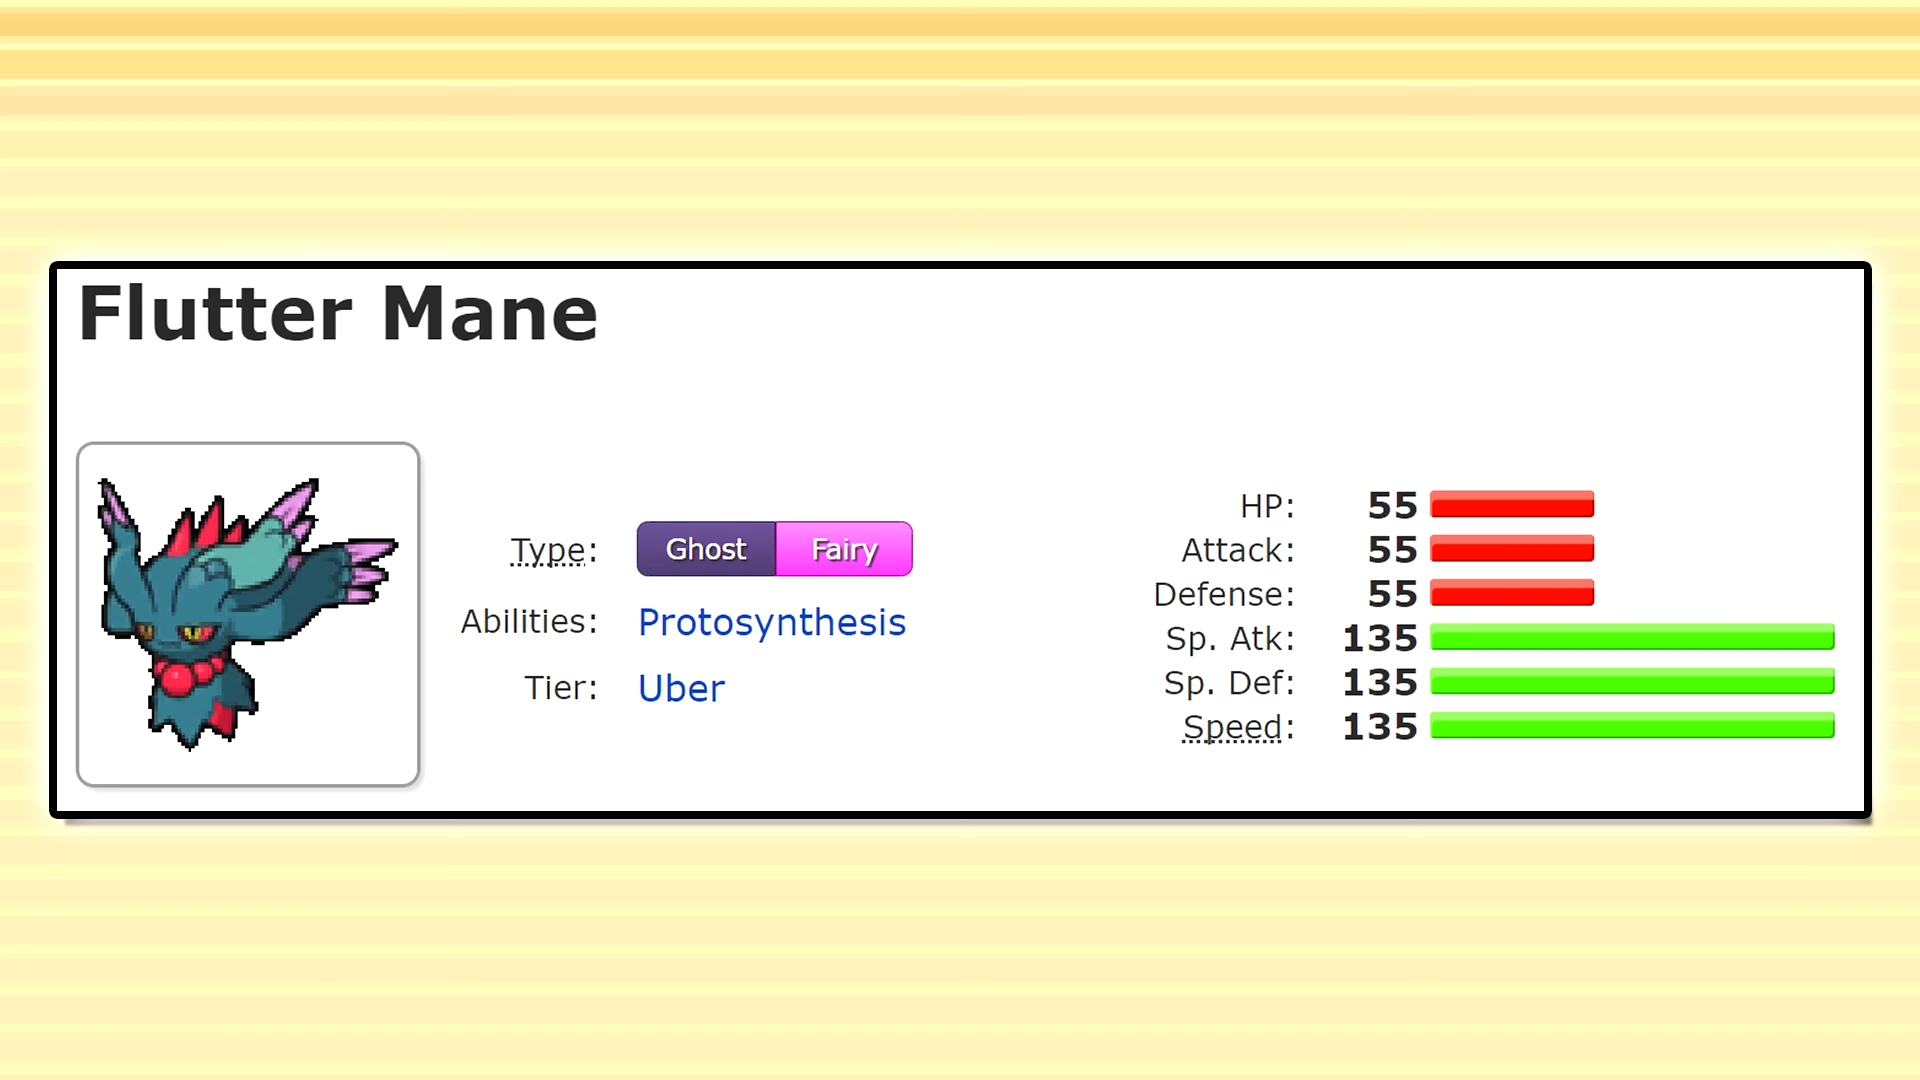 Flutter Mane
Type: Ghost Fairy
Abilities: Protosynthesis
Tier: Uber
HP: 55
Attack: 55
Defense: 55
Sp. Atk: 135
Sp. Def: 135
Speed: 135